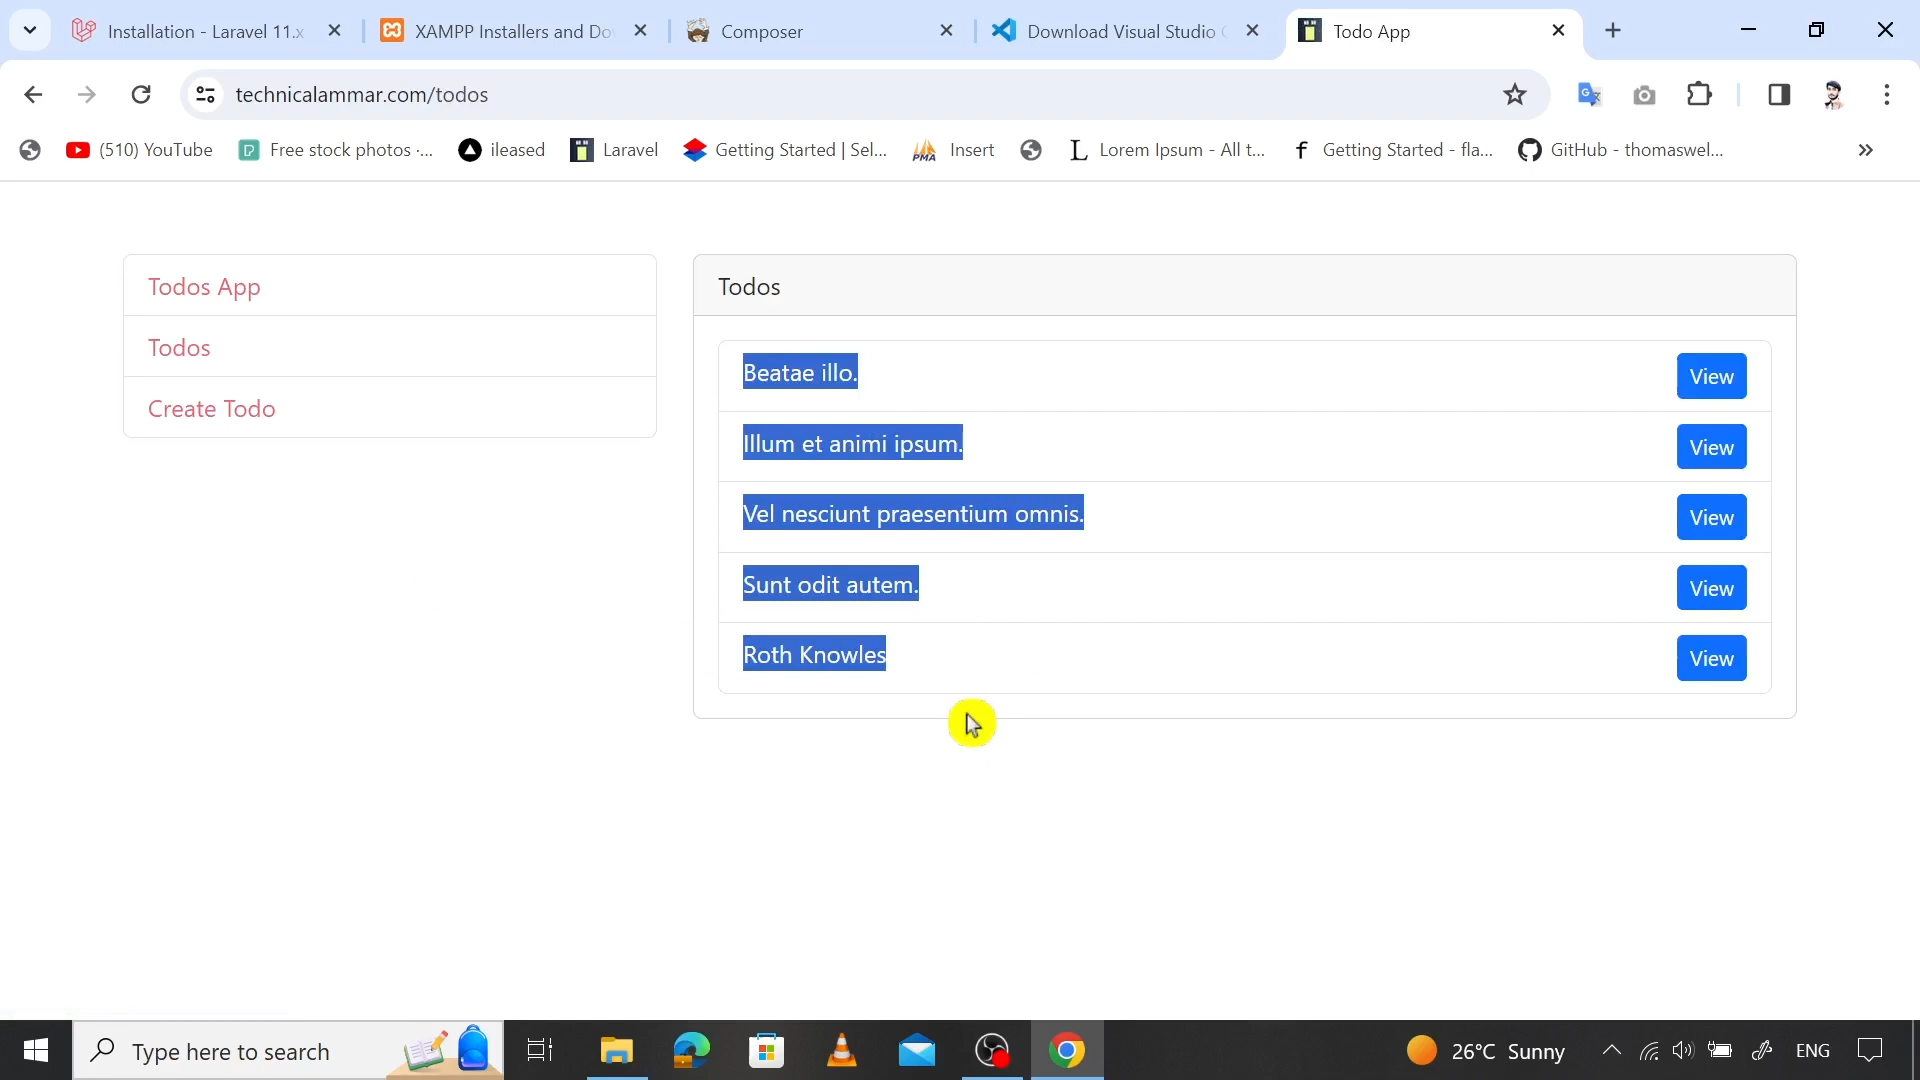 Installation - Laravel 11.x
XAMPP Installers and Do
Composer
Download Visual Studio
Todo App
technicalammar.com/todos
(510) YouTube
Free stock photos ·...
ileased
Laravel
Getting Started | Sel...
PMA
Insert
Lorem Ipsum - All t...
Getting Started - fla...
GitHub - thomaswel...
Todos App
Todos
Create Todo
Todos
Beatae illo.
View
Illum et animi ipsum.
View
Vel nesciunt praesentium omnis.
View
Sunt odit autem.
View
Roth Knowles
View
Type here to search
26°C Sunny
ENG